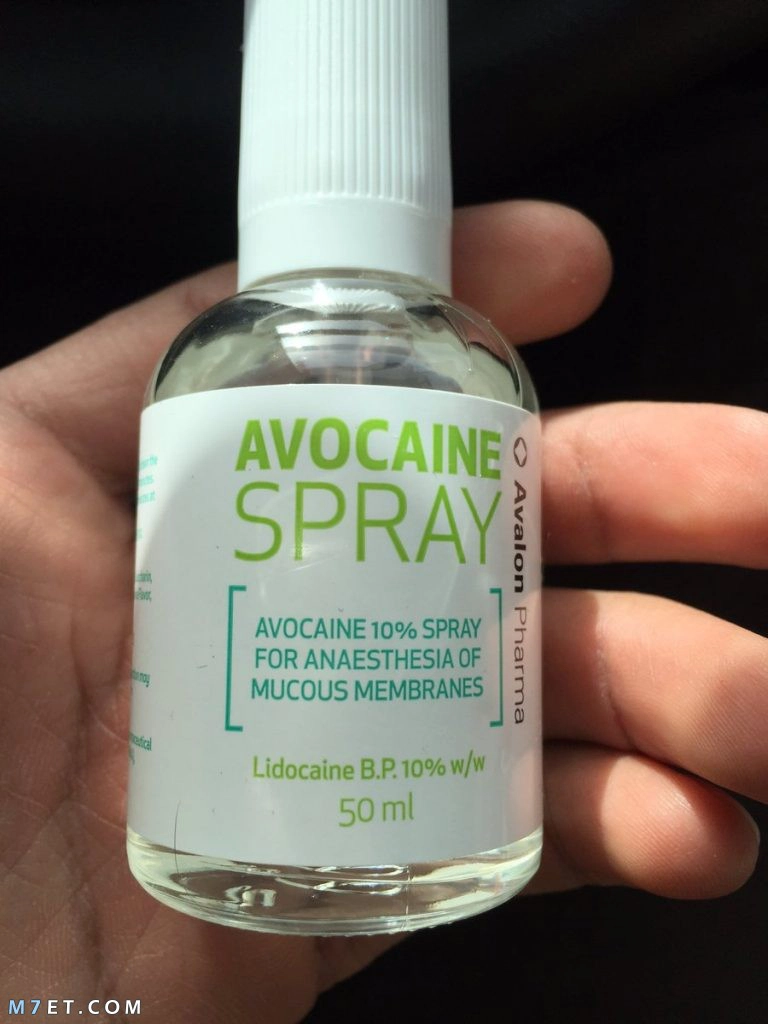 AVOCAINE
SPRAY
AVOCAINE 10% SPRAY
FOR ANAESTHESIA OF
MUCOUS MEMBRANES
Lidocaine B.P. 10% w/w
50 ml
Avalon Pharma
M7ET.COM